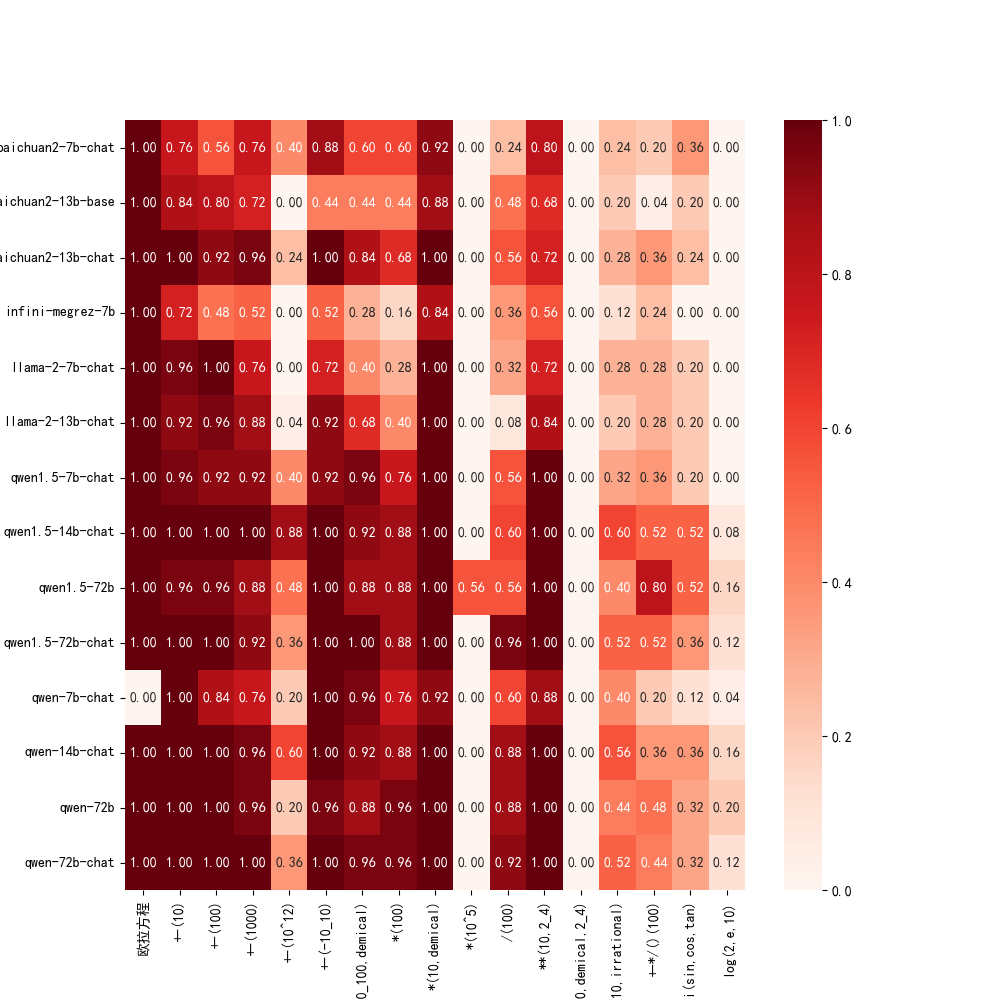 baichuan2-7b-chat 1.00 0.76 0.56 0.76 0.40 0.88 0.60 0.60 0.92 0.00 0.24 0.80 0.00 0.24 0.20 0.36 0.00
aichuan2-13b-base 1.00 0.84 0.80 0.72 0.00 0.44 0.44 0.44 0.88 0.00 0.48 0.68 0.00 0.20 0.04 0.20 0.00
aichuan2-13b-chat 1.00 1.00 0.92 0.96 0.24 1.00 0.84 0.68 1.00 0.00 0.56 0.72 0.00 0.28 0.36 0.24 0.00
infini-megrez-7b 1.00 0.72 0.48 0.52 0.00 0.52 0.28 0.16 0.84 0.00 0.36 0.56 0.00 0.12 0.24 0.00 0.00
llama-2-7b-chat 1.00 0.96 1.00 0.76 0.00 0.72 0.40 0.28 1.00 0.00 0.32 0.72 0.00 0.28 0.28 0.20 0.00
llama-2-13b-chat 1.00 0.92 0.96 0.88 0.04 0.92 0.68 0.40 1.00 0.00 0.08 0.84 0.00 0.20 0.28 0.20 0.00
qwen1.5-7b-chat 1.00 0.96 0.92 0.92 0.40 0.92 0.96 0.76 1.00 0.00 0.56 1.00 0.00 0.32 0.36 0.20 0.00
qwen1.5-14b-chat 1.00 1.00 1.00 1.00 0.88 1.00 0.92 0.88 1.00 0.00 0.60 1.00 0.00 0.60 0.52 0.52 0.08
qwen1.5-72b 1.00 0.96 0.96 0.88 0.48 1.00 0.88 0.88 1.00 0.56 0.56 1.00 0.00 0.40 0.80 0.52 0.16
qwen1.5-72b-chat 1.00 1.00 1.00 0.92 0.36 1.00 1.00 0.88 1.00 0.00 0.96 1.00 0.00 0.52 0.52 0.36 0.12
qwen-7b-chat 0.00 1.00 0.84 0.76 0.20 1.00 0.96 0.76 0.92 0.00 0.60 0.88 0.00 0.40 0.20 0.12 0.04
qwen-14b-chat 1.00 1.00 1.00 0.96 0.60 1.00 0.92 0.88 1.00 0.00 0.88 1.00 0.00 0.56 0.36 0.36 0.16
qwen-72b 1.00 1.00 1.00 0.96 0.20 0.96 0.88 0.96 1.00 0.00 0.88 1.00 0.00 0.44 0.48 0.32 0.20
qwen-72b-chat 1.00 1.00 1.00 1.00 0.36 1.00 0.96 0.96 1.00 0.00 0.92 1.00 0.00 0.52 0.44 0.32 0.12
欧拉方程
+-(10)
+-(100)
+-(1000)
+-(10^12)
+-(-10_10)
0_100,demical)
*(100)
*(10,demical)
*(10^5)
/(100)
**(10,2_4)
0,demical,2_4)
10,irrational)
+-*/()(100)
i(sin,cos,tan)
log(2,e,10)
1.0
0.8
0.6
0.4
0.2
0.0